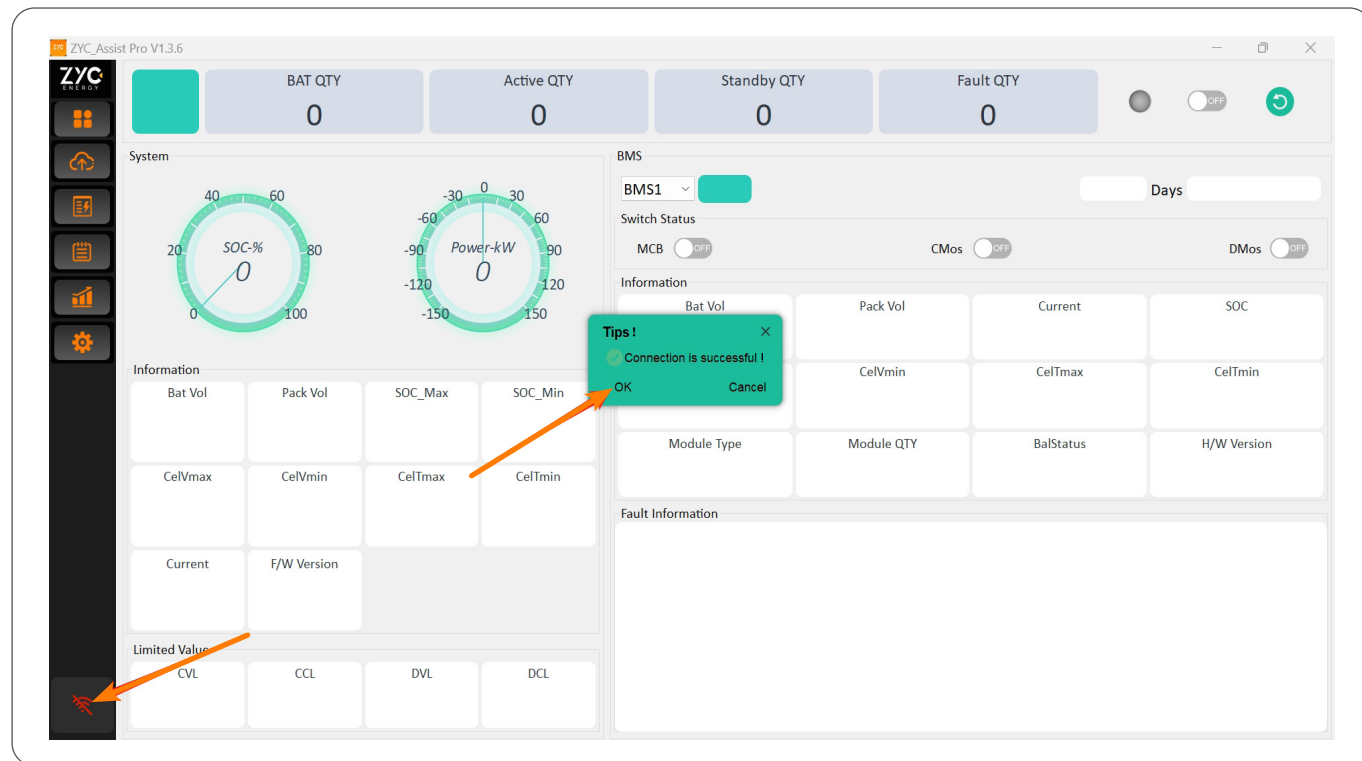 ZYC ZYC_Assist Pro V1.3.6
ZYC
ENERGY
BAT QTY Active QTY Standby QTY Fault QTY
0 0 0 0
OFF
System
40 60
20 SOC-% 80
0
0 100
-30 0 30
-60 60
-90 Power-kW 90
0
-120 120
-150 150
Information
Bat Vol Pack Vol SOC_Max SOC_Min
CelVmax CelVmin CelTmax CelTmin
Current F/W Version
Limited Value
CVL CCL DVL DCL
BMS
BMS1 Days
Switch Status
MCB OFF CMos OFF DMos OFF
Information
Bat Vol Pack Vol Current SOC
CelVmin CelTmax CelTmin
Module Type Module QTY BalStatus H/W Version
Fault Information
Tips !
Connection is successful !
OK Cancel